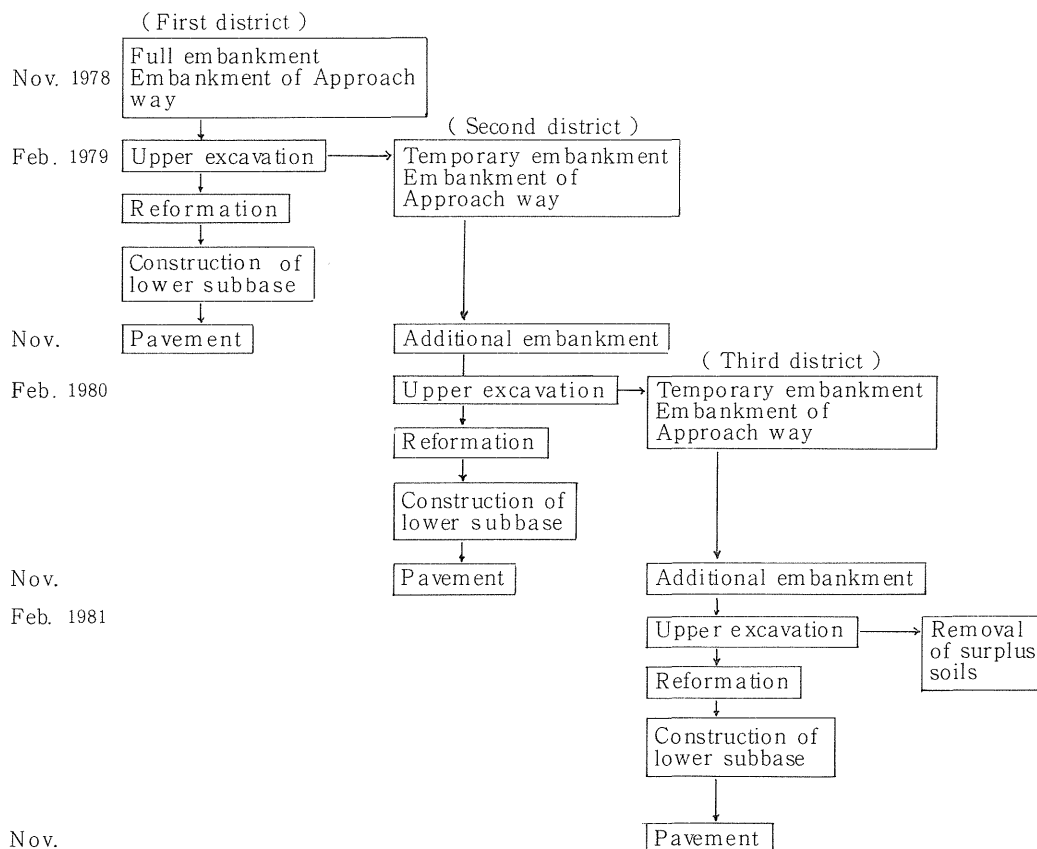 ( First district )
Nov. 1978
Full embankment
Embankment of Approach
way
Feb. 1979
Upper excavation
( Second district )
Temporary embankment
Embankment of
Approach way
Reformation
Construction of
lower subbase
Nov.
Pavement
Additional embankment
Feb. 1980
Upper excavation
( Third district )
Temporary embankment
Embankment of
Approach way
Reformation
Construction of
lower subbase
Nov.
Pavement
Additional embankment
Feb. 1981
Upper excavation
Removal
of surplus
soils
Reformation
Construction of
lower subbase
Nov.
Pavement